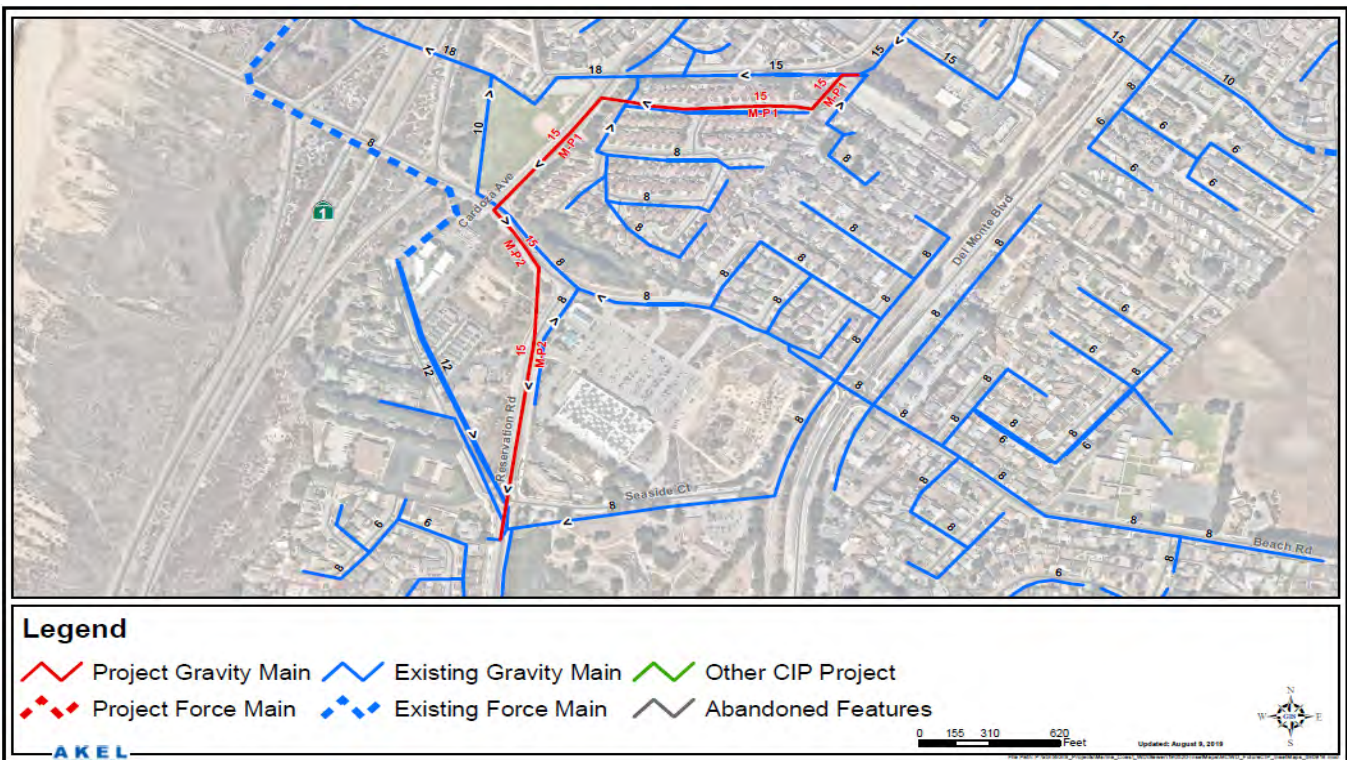 18
15
15
15
10
18
15
M-P1
15
M-P1
6
6
8
10
6
6
15
M-P1
8
8
8
Cardoza Ave
1
15
M-P2
8
8
8
8
8
8
Del Monte Blvd
8
8
6
6
12
12
15
M-P2
8
8
8
8
8
6
8
6
Reservation Rd
Seaside Ct
8
8
8
8
8
8
Beach Rd
6
6
8
6
Legend
Project Gravity Main
Existing Gravity Main
Other CIP Project
Project Force Main
Existing Force Main
Abandoned Features
N
W
GIS
E
S
0 155 310 620
Feet
Updated: August 9, 2019
AKEL